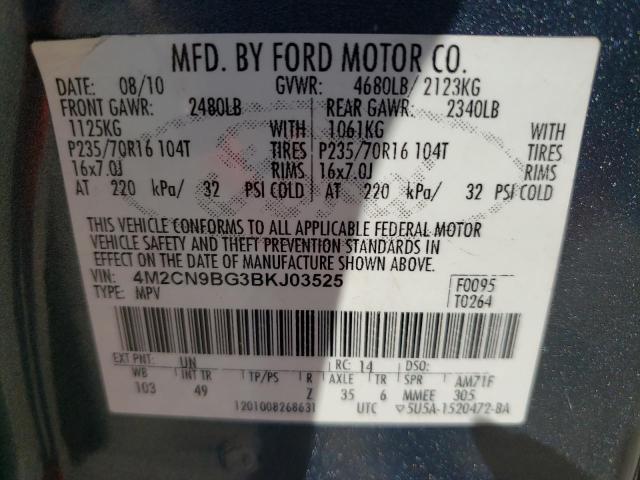 MFD. BY FORD MOTOR CO.
DATE: 08/10 GVWR: 4680LB/ 2123KG
FRONT GAWR: 2480LB REAR GAWR: 2340LB
1125KG WITH 1061KG WITH
P235/70R16 104T TIRES P235/70R16 104T TIRES
16x7.0J RIMS 16x7.0J RIMS
AT 220 kPa/ 32 PSI COLD AT 220 kPa/ 32 PSI COLD
THIS VEHICLE CONFORMS TO ALL APPLICABLE FEDERAL MOTOR
VEHICLE SAFETY AND THEFT PREVENTION STANDARDS IN
EFFECT ON THE DATE OF MANUFACTURE SHOWN ABOVE.
VIN: 4M2CN9BG3BKJ03525 F0095
TYPE: MPV T0264
EXT PNT: UN RC: 14 DSO:
WB INT TR TP/PS R AXLE TR SPR AM71F
103 49 Z 35 6 MMEE 305
1201008268631 UTC 5U5A-1520472-BA